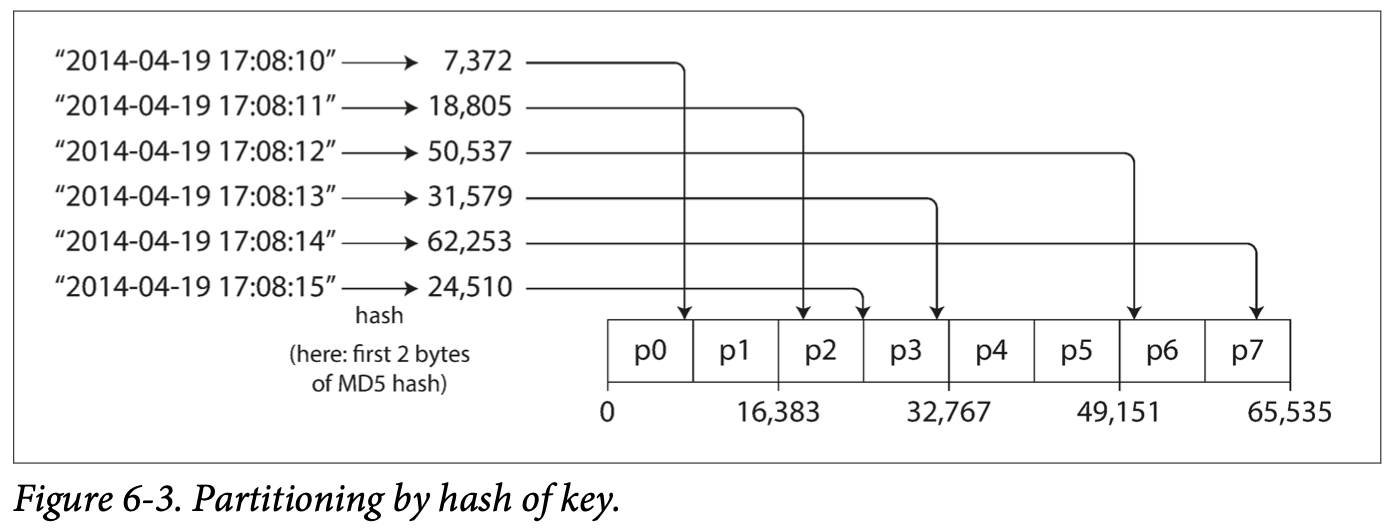 “2014-04-19 17:08:10” 7,372
“2014-04-19 17:08:11” 18,805
“2014-04-19 17:08:12” 50,537
“2014-04-19 17:08:13” 31,579
“2014-04-19 17:08:14” 62,253
“2014-04-19 17:08:15” 24,510
hash
(here: first 2 bytes
of MD5 hash)
p0 p1 p2 p3 p4 p5 p6 p7
0 16,383 32,767 49,151 65,535
Figure 6-3. Partitioning by hash of key.